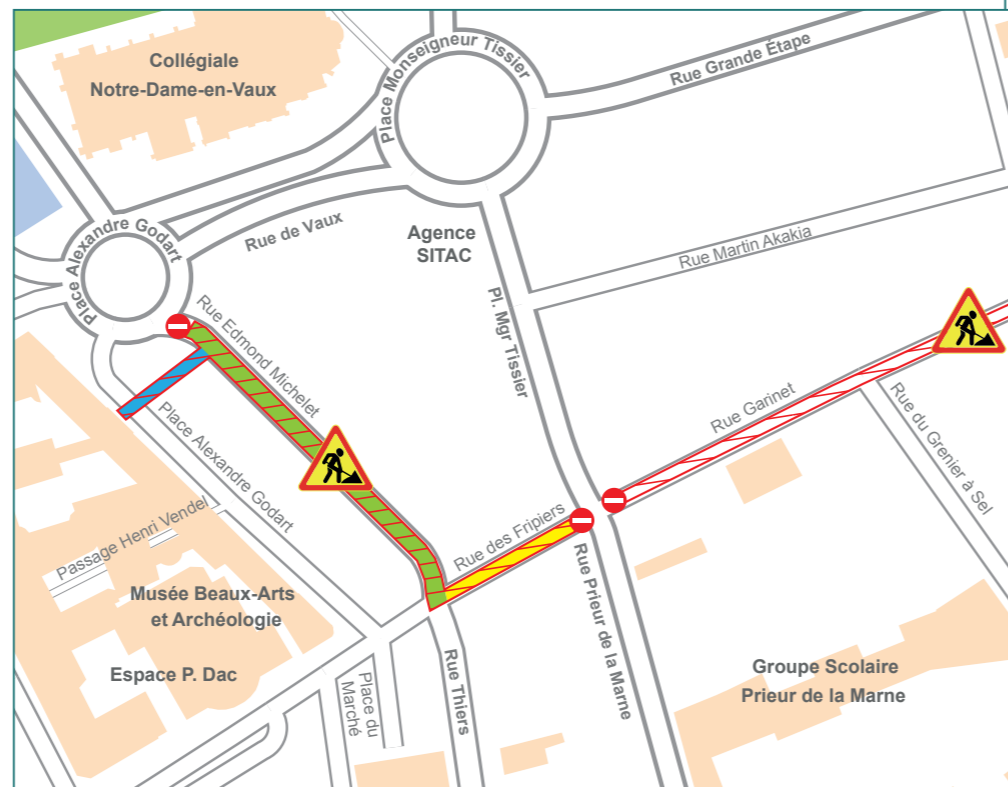 Collégiale
Notre-Dame-en-Vaux
Place Monseigneur Tissier
Rue Grande Étape
Place Alexandre Godart
Rue de Vaux
Agence
SITAC
Rue Martin Akakia
Pl. Mgr Tissier
Rue Edmond Michelet
Rue Garinet
Rue du Grenier à Sel
Place Alexandre Godart
Passage Henri Vendel
Rue des Fripiers
Rue Prieur de la Marne
Musée Beaux-Arts
et Archéologie
Espace P. Dac
Place du
Marché
Rue Thiers
Groupe Scolaire
Prieur de la Marne